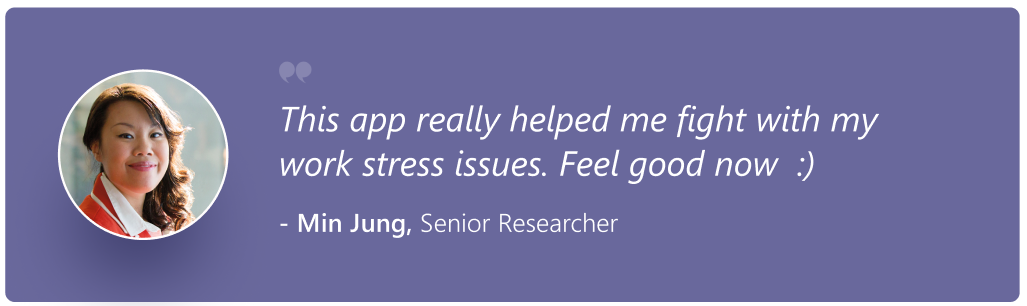 ”
This app really helped me fight with my
work stress issues. Feel good now  :)
- Min Jung, Senior Researcher